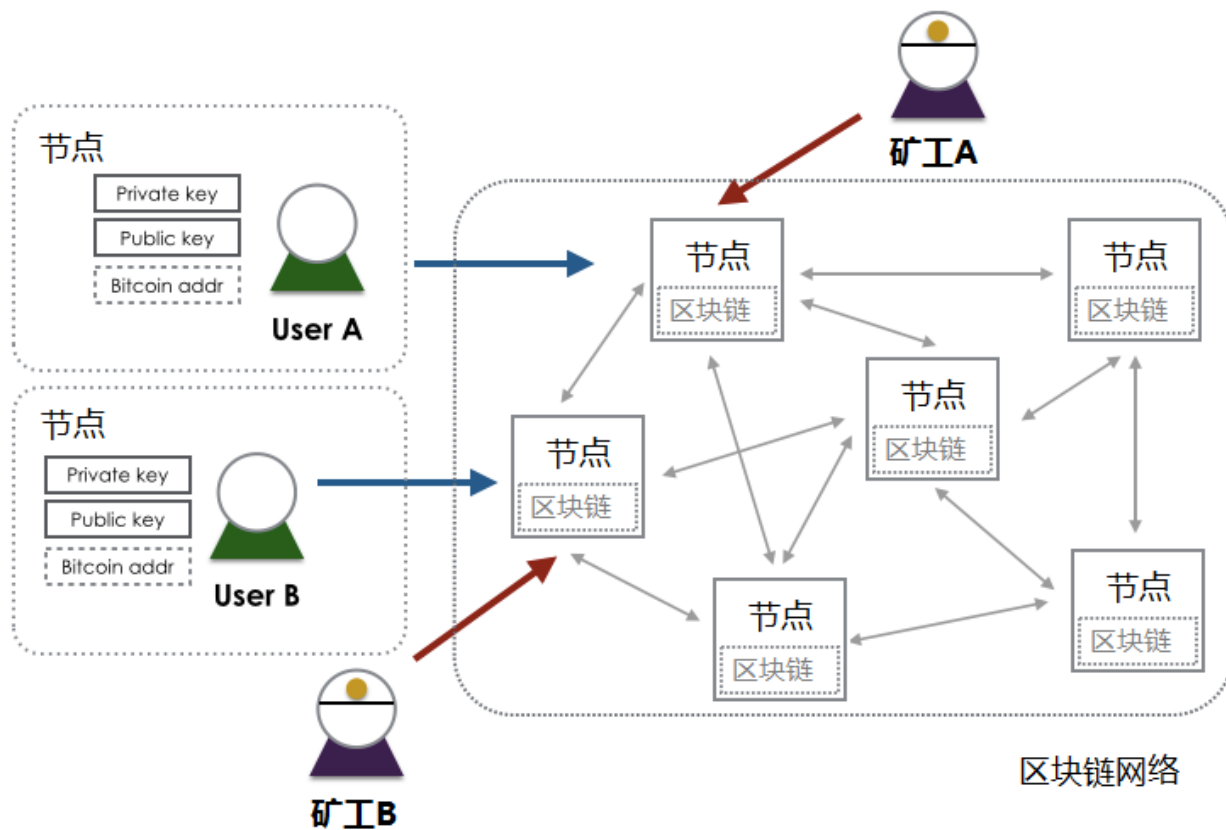 矿工A
节点
Private key
Public key
Bitcoin addr
User A
节点
区块链
节点
区块链
节点
区块链
节点
Private key
Public key
Bitcoin addr
User B
节点
区块链
节点
区块链
节点
区块链
矿工B
区块链网络